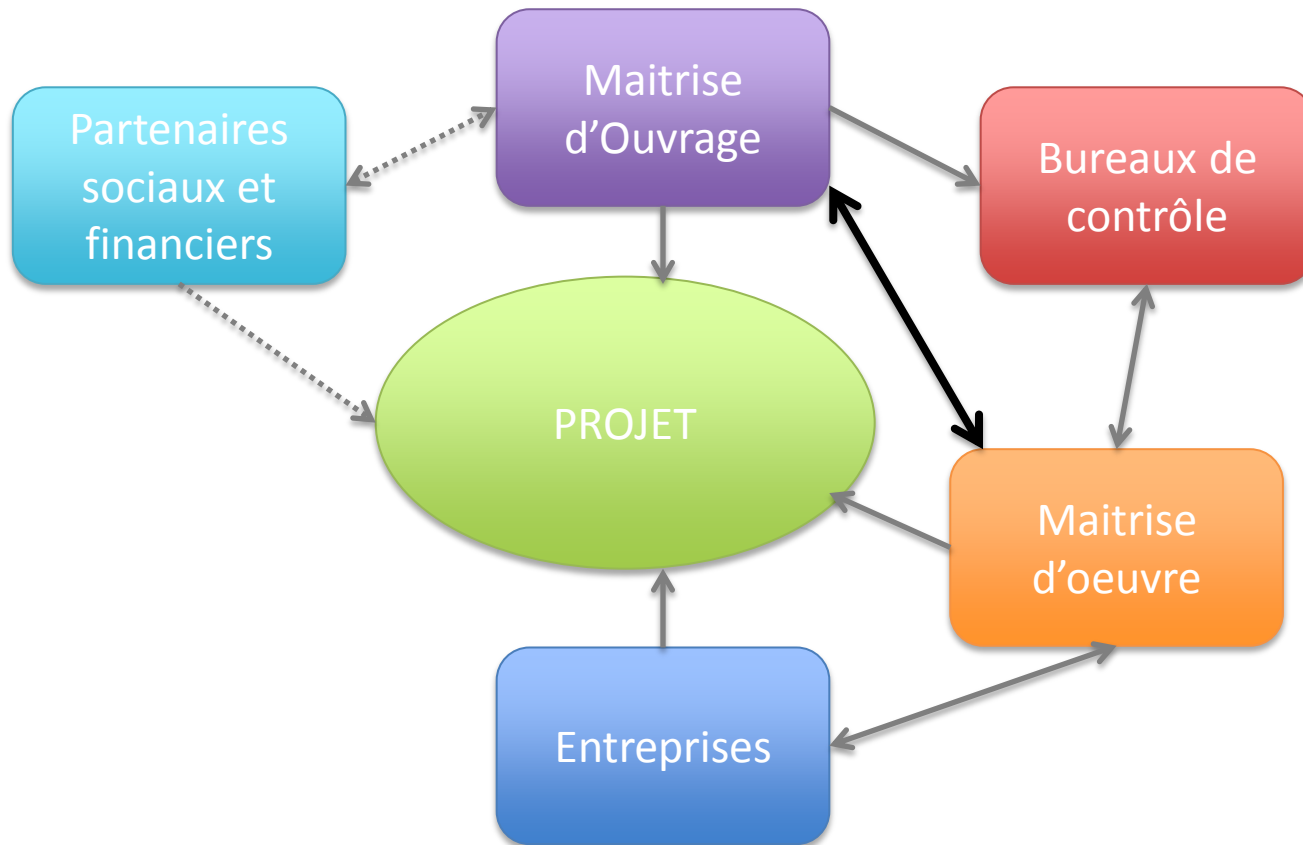 Maitrise
d’Ouvrage
Partenaires
sociaux et
financiers
Bureaux de
contrôle
PROJET
Maitrise
d’oeuvre
Entreprises